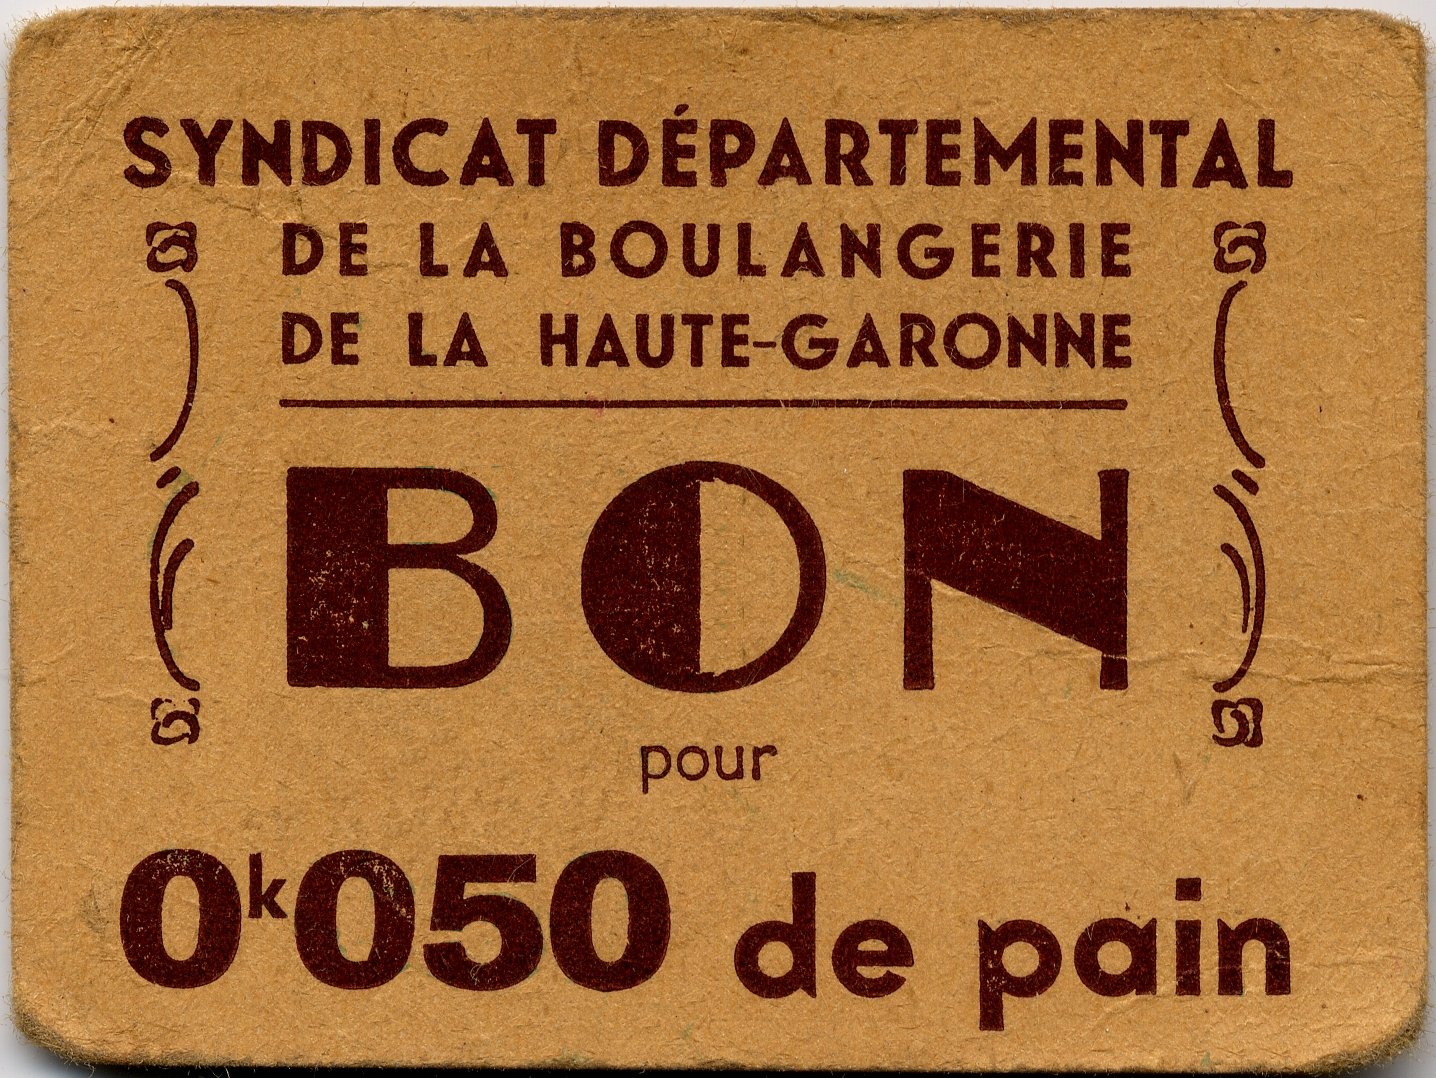 SYNDICAT DÉPARTEMENTAL
DE LA BOULANGERIE
DE LA HAUTE-GARONNE
BON
pour
0k050 de pain